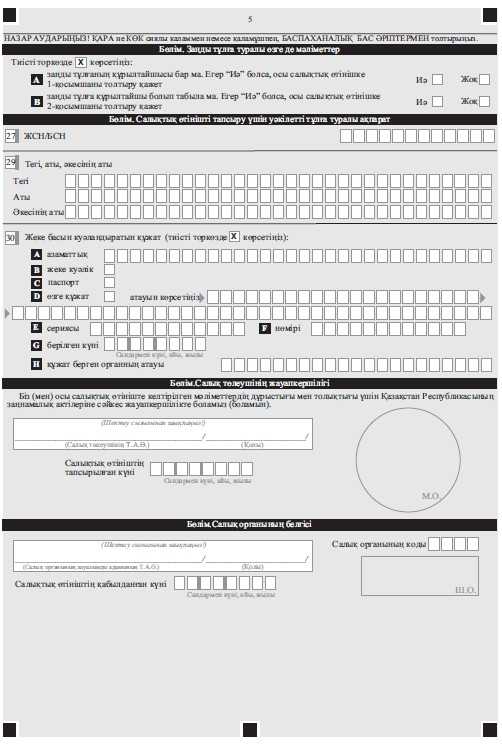 5
НАЗАР АУДАРЫҢЫЗ! ҚАРА не КӨК сиялы қаламмен немесе қаламұшпен, БАСПАХАНАЛЫҚ БАС ӘРІПТЕРМЕН толтырыңыз.
Бөлім. Заңды тұлға туралы өзге де мәліметтер
Тиісті торкөзде X көрсетіңіз:
A заңды тұлғаның құрылтайшысы бар ма. Егер “Иә” болса, осы салықтық өтінішке
1-қосымшаны толтыру қажет Иә Жоқ
B заңды тұлға құрылтайшы болып табыла ма. Егер “Иә” болса, осы салықтық өтінішке
2-қосымшаны толтыру қажет Иә Жоқ
Бөлім. Салықтық өтінішті тапсыру үшін уәкілетті тұлға туралы ақпарат
27 ЖСН/БСН
29 Тегі, аты, әкесінің аты
Тегі
Аты
Әкесінің аты
30 Жеке басын куәландыратын құжат (тиісті торкөзде X көрсетіңіз):
A азаматтық
B жеке куәлік
C паспорт
D өзге құжат атауын көрсетіңіз
E сериясы F нөмірі
G берілген күні
Сандармен күні, айы, жылы
H құжат берген органның атауы
Бөлім.Салық төлеушінің жауапкершілігі
Біз (мен) осы салықтық өтінішке келтірілген мәліметтердің дұрыстығы мен толықтығы үшін Қазақстан Республикасының
заңнамалық актілеріне сәйкес жауапкершілікте боламыз (боламын).
(Шектеу сызығынан шықпаңыз!)
(Салық төлеушінің Т.А.Ә.) (Қолы)
Салықтық өтініштің
тапсырылған күні
Сандармен күні, айы, жылы
М.О.
Бөлім.Салық органының белгісі
(Шектеу сызығынан шықпаңыз!)
(Салық органының лауазымды адамының Т.А.Ә.) (Қолы)
Салық органының коды
Салықтық өтініштің қабылданған күні
Сандармен күні, айы, жылы
Ш.О.